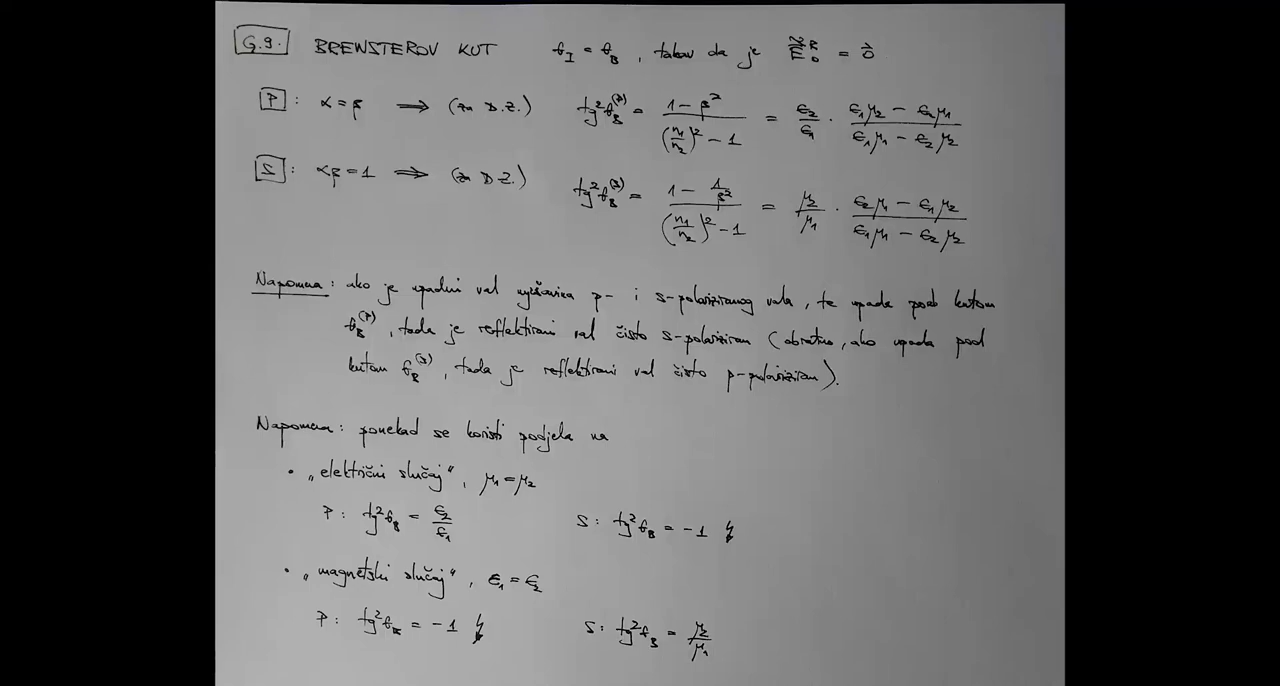 G.9. BREWSTEROV KUT θ_I = θ_B, takav da je Ẽ₀ᴿ = 0⃗
P: α = β ⟹ (za D.Z.) tg²θ_B^(P) = (1 − β²) / ((n₁/n₂)² − 1) = ε₂/ε₁ · (ε₁μ₂ − ε₂μ₁) / (ε₁μ₁ − ε₂μ₂)
S: αβ = 1 ⟹ (za D.Z.) tg²θ_B^(S) = (1 − 1/β²) / ((n₁/n₂)² − 1) = μ₂/μ₁ · (ε₂μ₁ − ε₁μ₂) / (ε₁μ₁ − ε₂μ₂)
Napomena: ako je upadni val mješavina p- i s-polariziranog vala, te upada pod kutom
θ_B^(P), tada je reflektirani val čisto s-polariziran (obratno, ako upada pod
kutom θ_B^(S), tada je reflektirani val čisto p-polariziran).
Napomena: ponekad se koristi podjela na
• „električni slučaj“, μ₁ = μ₂
P: tg²θ_B = ε₂/ε₁ S: tg²θ_B = −1 ↯
• „magnetski slučaj“, ε₁ = ε₂
P: tg²θ_B = −1 ↯ S: tg²θ_B = μ₂/μ₁